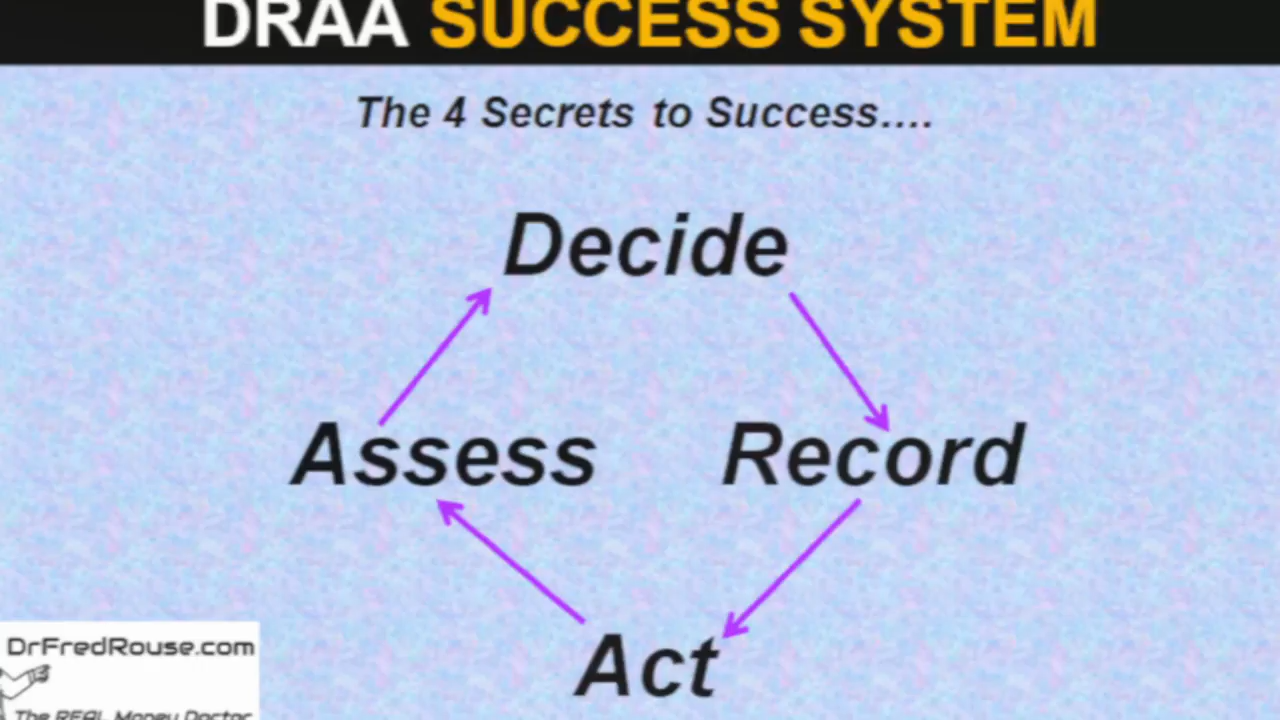 DRAA SUCCESS SYSTEM
The 4 Secrets to Success....
Decide
Assess Record
Act
DrFredRouse.com
The REAL Money Doctor